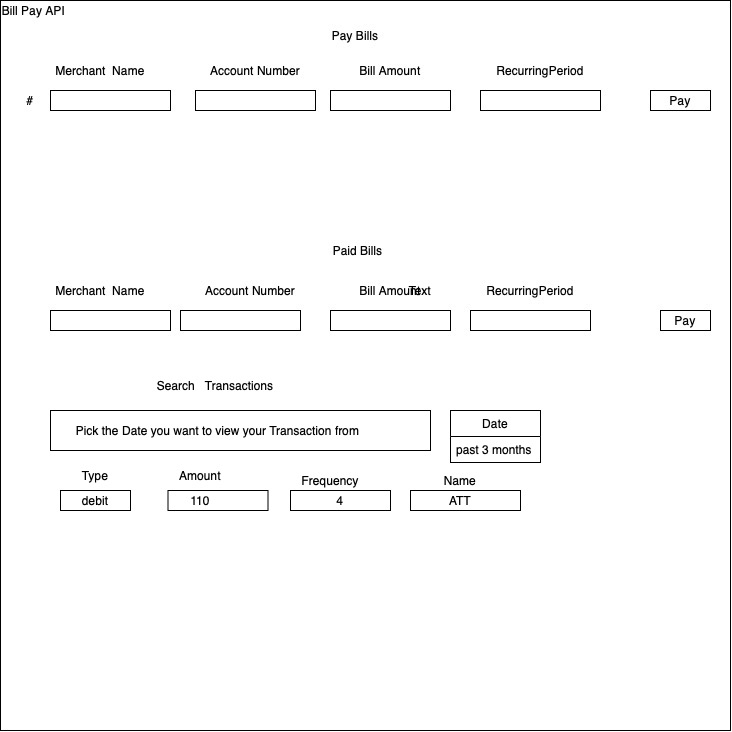 Bill Pay API
Pay Bills
Merchant  Name Account Number Bill Amount RecurringPeriod
# Pay
Paid Bills
Merchant  Name Account Number Bill Amount Text RecurringPeriod
Pay
Search   Transactions
Pick the Date you want to view your Transaction from Date
past 3 months
Type Amount Frequency Name
debit 110 4 ATT